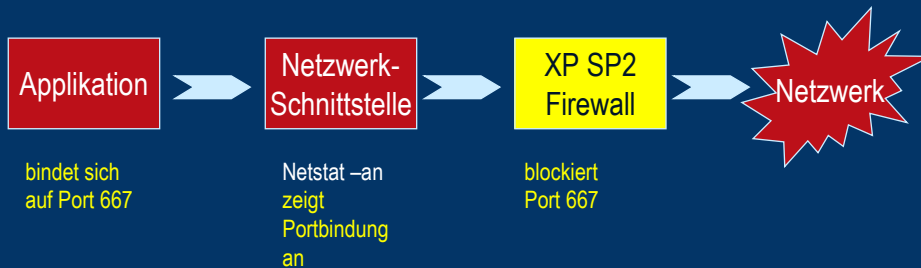 Applikation
Netzwerk-
Schnittstelle
XP SP2
Firewall
Netzwerk
bindet sich
auf Port 667
Netstat –an
zeigt
Portbindung
an
blockiert
Port 667